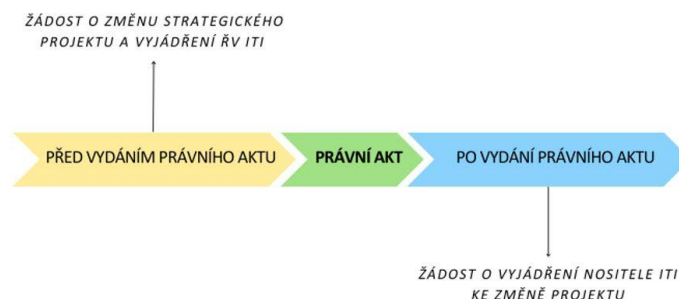 ŽÁDOST O ZMĚNU STRATEGICKÉHO
PROJEKTU A VYJÁDŘENÍ ŘV ITI
PŘED VYDÁNÍM PRÁVNÍHO AKTU
PRÁVNÍ AKT
PO VYDÁNÍ PRÁVNÍHO AKTU
ŽÁDOST O VYJÁDŘENÍ NOSITELE ITI
KE ZMĚNĚ PROJEKTU